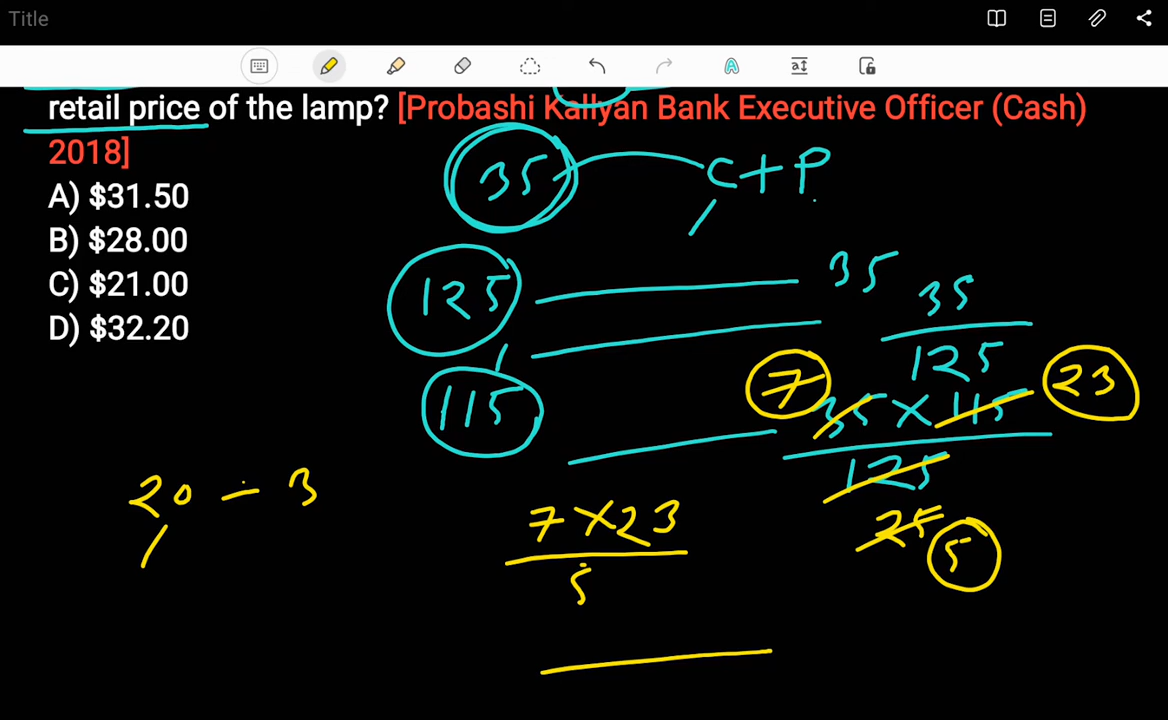 Title
retail price of the lamp? [Probashi Kallyan Bank Executive Officer (Cash)
2018]
A) $31.50
B) $28.00
C) $21.00
D) $32.20
35 C + P
125 35
35
125
115
7 35 × 115 23
125
25 5
20 ÷ 3
7 × 23
5